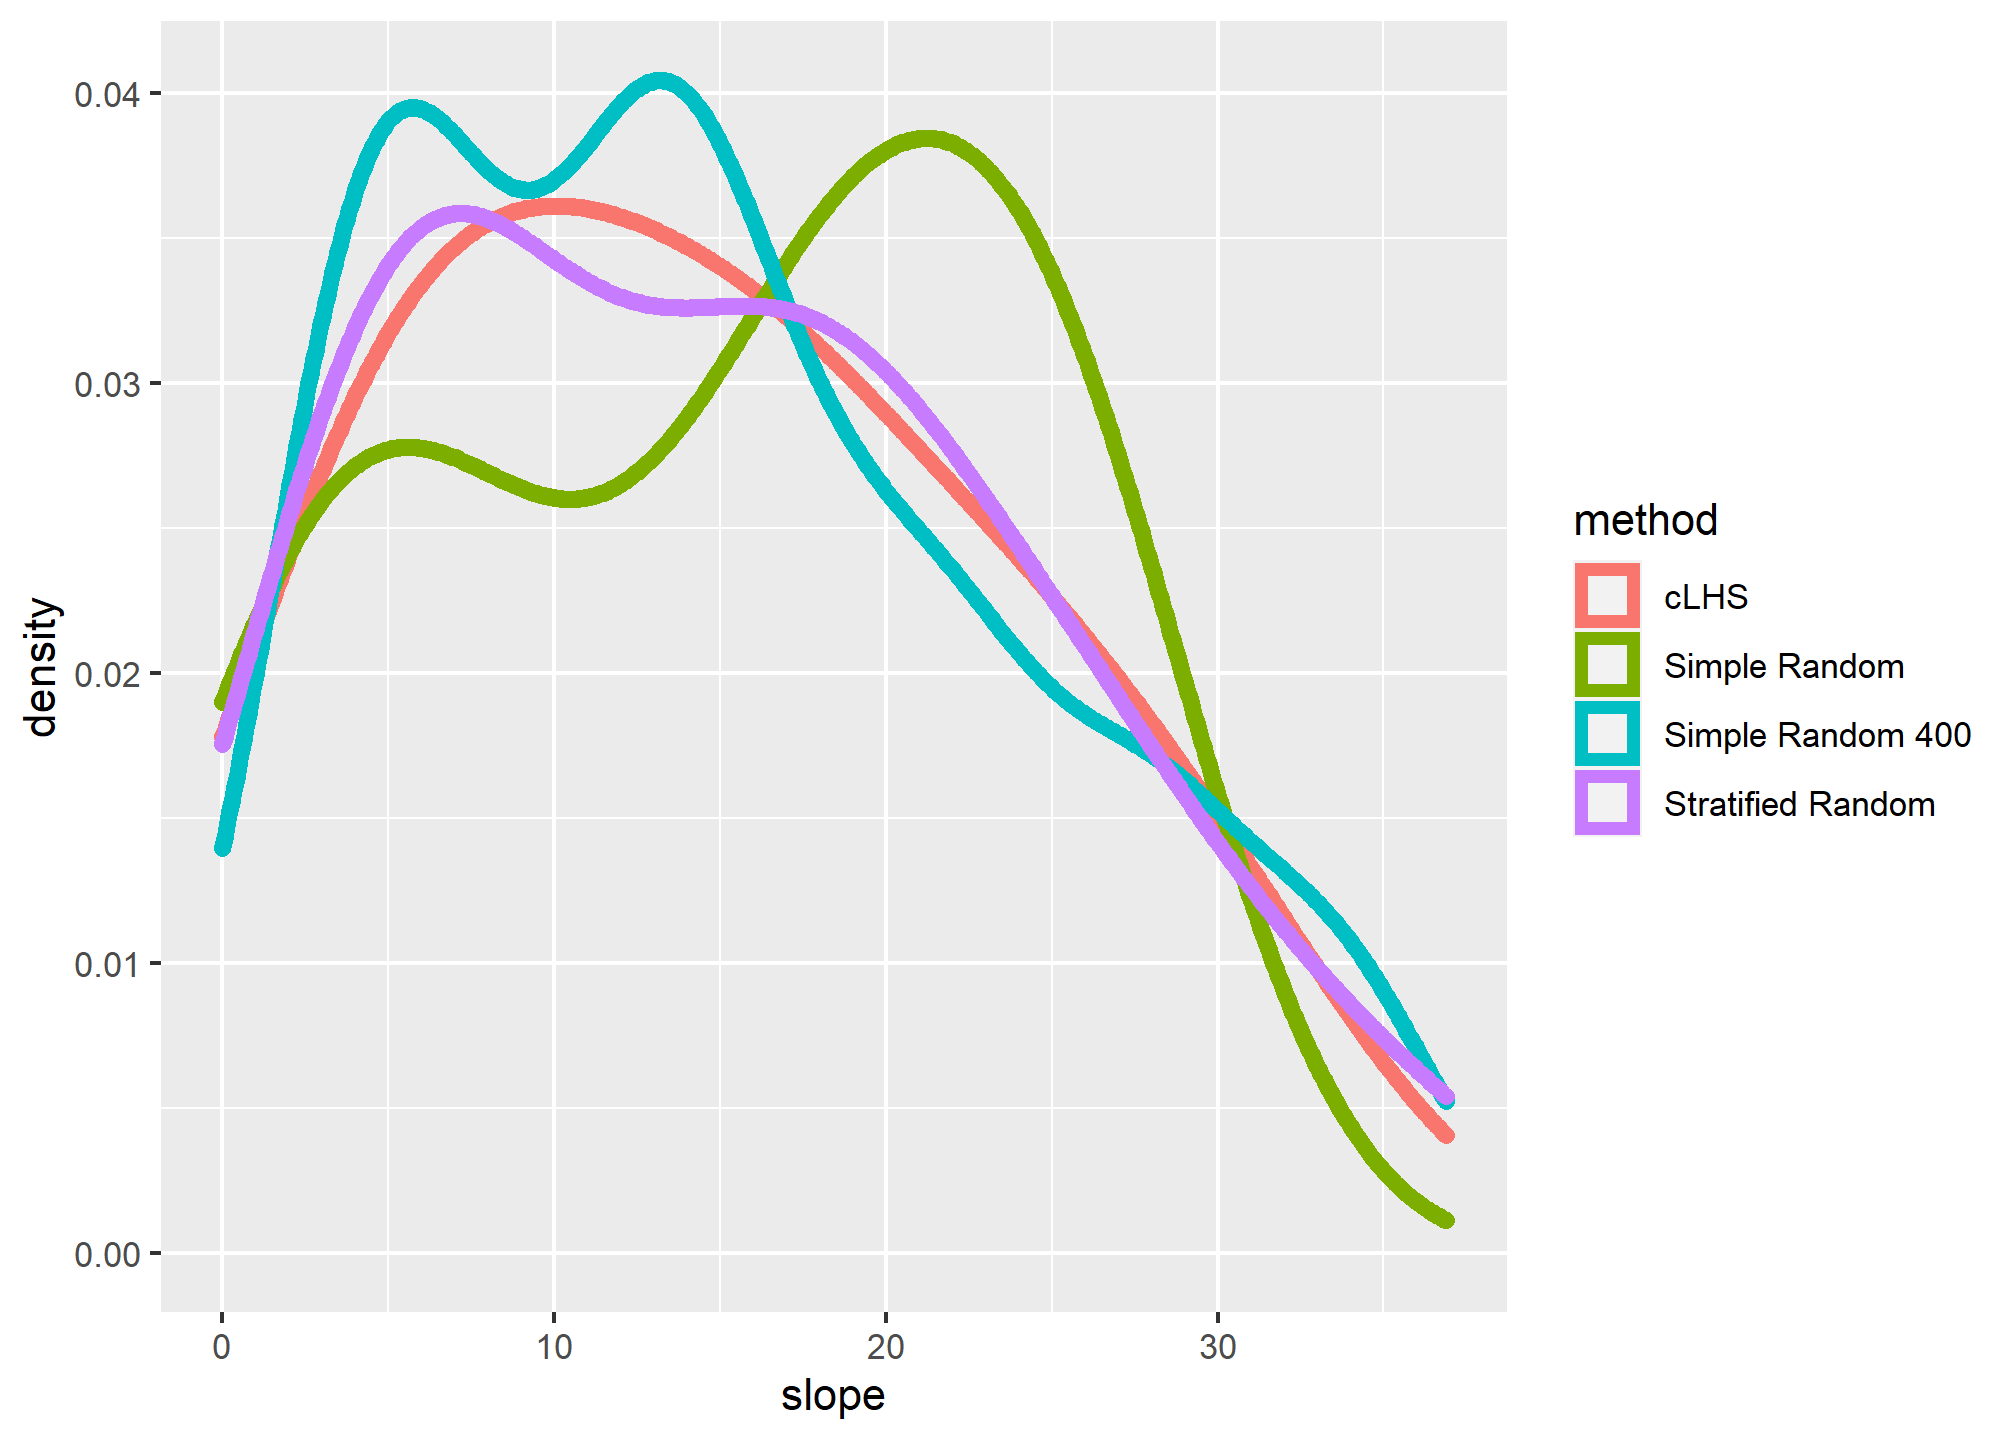 0.04
0.03
0.02
0.01
0.00
density
0 10 20 30
slope
method
cLHS
Simple Random
Simple Random 400
Stratified Random